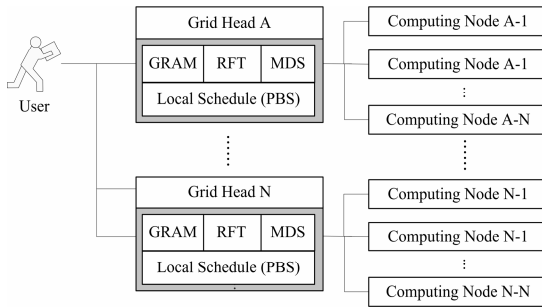 Grid Head A
GRAM RFT MDS
Local Schedule (PBS)
User
Computing Node A-1
Computing Node A-1
Computing Node A-N
Grid Head N
GRAM RFT MDS
Local Schedule (PBS)
Computing Node N-1
Computing Node N-1
Computing Node N-N